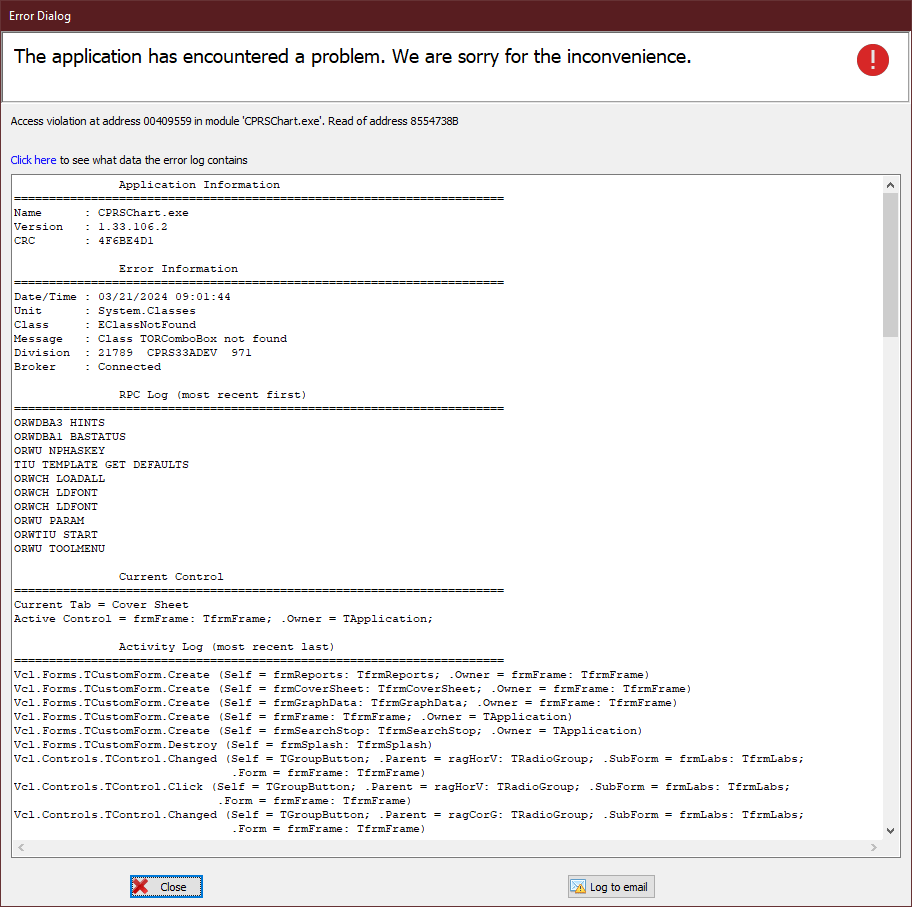 Error Dialog
The application has encountered a problem. We are sorry for the inconvenience.
Access violation at address 00409559 in module 'CPRSChart.exe'. Read of address 8554738B
Click here to see what data the error log contains
Application Information
======================================================================
Name      : CPRSChart.exe
Version   : 1.33.106.2
CRC       : 4F6BE4D1
Error Information
======================================================================
Date/Time : 03/21/2024 09:01:44
Unit      : System.Classes
Class     : EClassNotFound
Message   : Class TORComboBox not found
Division  : 21789  CPRS33ADEV  971
Broker    : Connected
RPC Log (most recent first)
======================================================================
ORWDBA3 HINTS
ORWDBA1 BASTATUS
ORWU NPHASKEY
TIU TEMPLATE GET DEFAULTS
ORWCH LOADALL
ORWCH LDFONT
ORWCH LDFONT
ORWU PARAM
ORWTIU START
ORWU TOOLMENU
Current Control
======================================================================
Current Tab = Cover Sheet
Active Control = frmFrame: TfrmFrame; .Owner = TApplication;
Activity Log (most recent last)
======================================================================
Vcl.Forms.TCustomForm.Create (Self = frmReports: TfrmReports; .Owner = frmFrame: TfrmFrame)
Vcl.Forms.TCustomForm.Create (Self = frmCoverSheet: TfrmCoverSheet; .Owner = frmFrame: TfrmFrame)
Vcl.Forms.TCustomForm.Create (Self = frmGraphData: TfrmGraphData; .Owner = frmFrame: TfrmFrame)
Vcl.Forms.TCustomForm.Create (Self = frmFrame: TfrmFrame; .Owner = TApplication)
Vcl.Forms.TCustomForm.Create (Self = frmSearchStop: TfrmSearchStop; .Owner = TApplication)
Vcl.Forms.TCustomForm.Destroy (Self = frmSplash: TfrmSplash)
Vcl.Controls.TControl.Changed (Self = TGroupButton; .Parent = ragHorV: TRadioGroup; .SubForm = frmLabs: TfrmLabs;
.Form = frmFrame: TfrmFrame)
Vcl.Controls.TControl.Click (Self = TGroupButton; .Parent = ragHorV: TRadioGroup; .SubForm = frmLabs: TfrmLabs;
.Form = frmFrame: TfrmFrame)
Vcl.Controls.TControl.Changed (Self = TGroupButton; .Parent = ragCorG: TRadioGroup; .SubForm = frmLabs: TfrmLabs;
.Form = frmFrame: TfrmFrame)
Close
Log to email